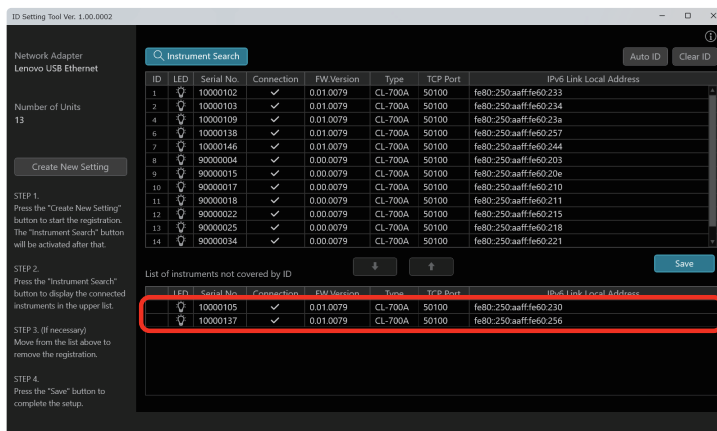 ID Setting Tool Ver. 1.00.0002
Network Adapter
Lenovo USB Ethernet
Number of Units
13
Create New Setting
STEP 1.
Press the "Create New Setting"
button to start the registration.
The "Instrument Search" button
will be activated after that.
STEP 2.
Press the "Instrument Search"
button to display the connected
instruments in the upper list.
STEP 3. (If necessary)
Move from the list above to
remove the registration.
STEP 4.
Press the "Save" button to
complete the setup.
Instrument Search
Auto ID
Clear ID
ID LED Serial No. Connection FW.Version Type TCP Port IPv6 Link Local Address
1 10000102 ✓ 0.01.0079 CL-700A 50100 fe80::250:aaff:fe60:233
2 10000103 ✓ 0.01.0079 CL-700A 50100 fe80::250:aaff:fe60:234
4 10000109 ✓ 0.01.0079 CL-700A 50100 fe80::250:aaff:fe60:23a
6 10000138 ✓ 0.01.0079 CL-700A 50100 fe80::250:aaff:fe60:257
7 10000146 ✓ 0.01.0079 CL-700A 50100 fe80::250:aaff:fe60:244
8 90000004 ✓ 0.00.0079 CL-700A 50100 fe80::250:aaff:fe60:203
9 90000015 ✓ 0.00.0079 CL-700A 50100 fe80::250:aaff:fe60:20e
10 90000017 ✓ 0.00.0079 CL-700A 50100 fe80::250:aaff:fe60:210
11 90000018 ✓ 0.00.0079 CL-700A 50100 fe80::250:aaff:fe60:211
12 90000022 ✓ 0.00.0079 CL-700A 50100 fe80::250:aaff:fe60:215
13 90000025 ✓ 0.00.0079 CL-700A 50100 fe80::250:aaff:fe60:218
14 90000034 ✓ 0.00.0079 CL-700A 50100 fe80::250:aaff:fe60:221
List of instruments not covered by ID
Save
LED Serial No. Connection FW.Version Type TCP Port IPv6 Link Local Address
10000105 ✓ 0.01.0079 CL-700A 50100 fe80::250:aaff:fe60:230
10000137 ✓ 0.01.0079 CL-700A 50100 fe80::250:aaff:fe60:256